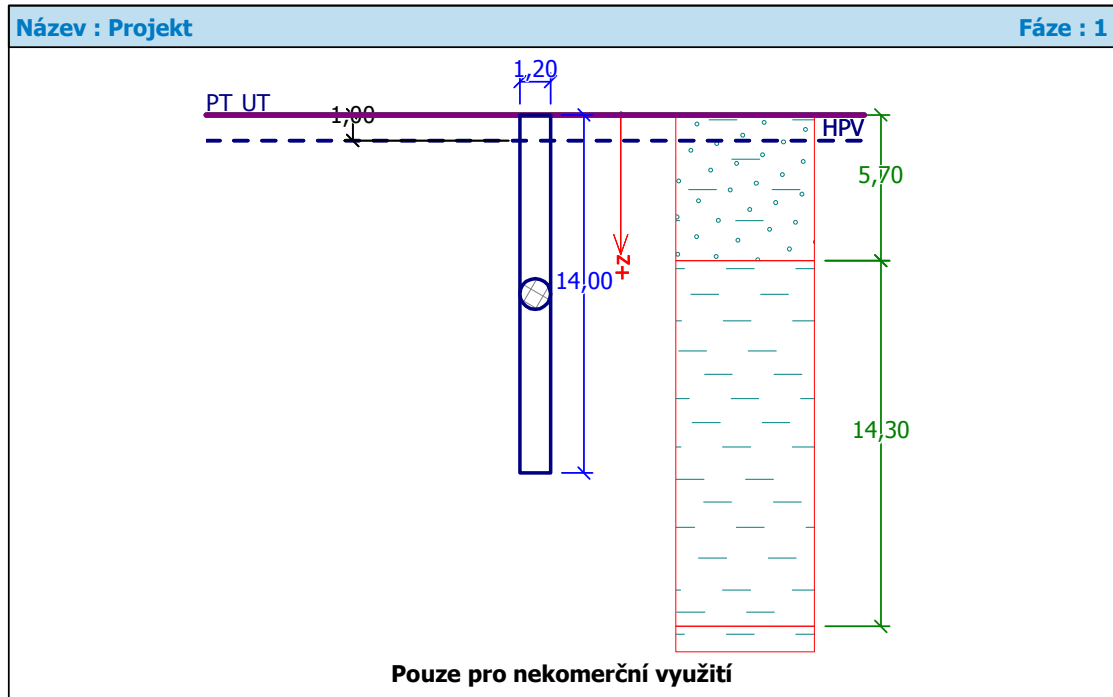 Název : Projekt
Fáze : 1
1,20
PT UT
1,00
HPV
5,70
+z
14,00
14,30
Pouze pro nekomerční využití